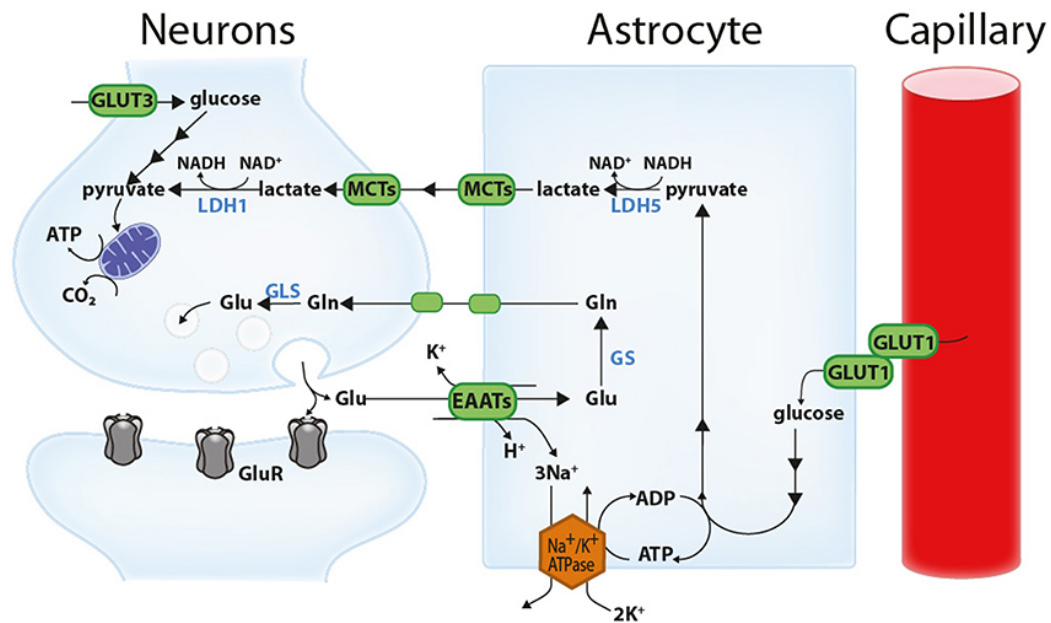 Neurons
Astrocyte
Capillary
GLUT3
glucose
NADH
NAD⁺
NAD⁺
NADH
pyruvate
lactate
MCTs
MCTs
lactate
pyruvate
LDH1
LDH5
ATP
CO₂
GLS
Glu
Gln
Gln
GS
GLUT1
GLUT1
K⁺
Glu
EAATs
Glu
glucose
H⁺
GluR
3Na⁺
ADP
Na⁺/K⁺
ATPase
ATP
2K⁺